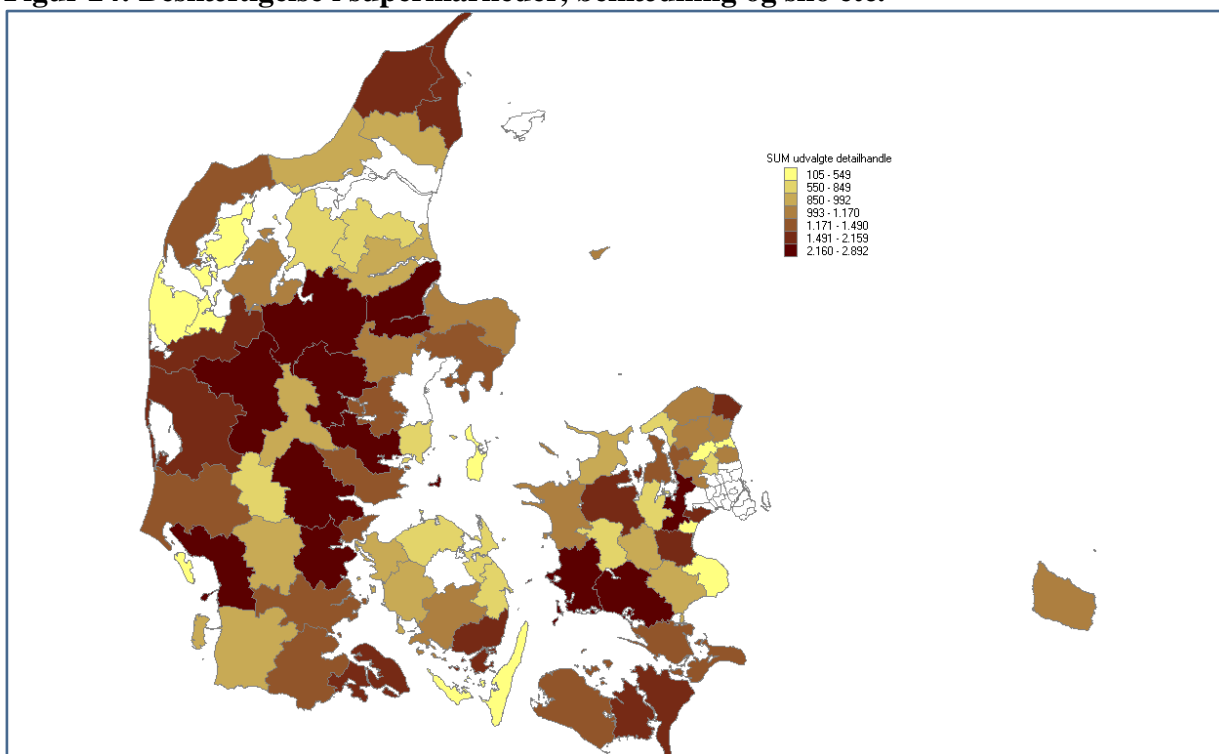 SUM udvalgte detailhandle
105 - 549
550 - 849
850 - 992
993 - 1.170
1.171 - 1.490
1.491 - 2.159
2.160 - 2.892